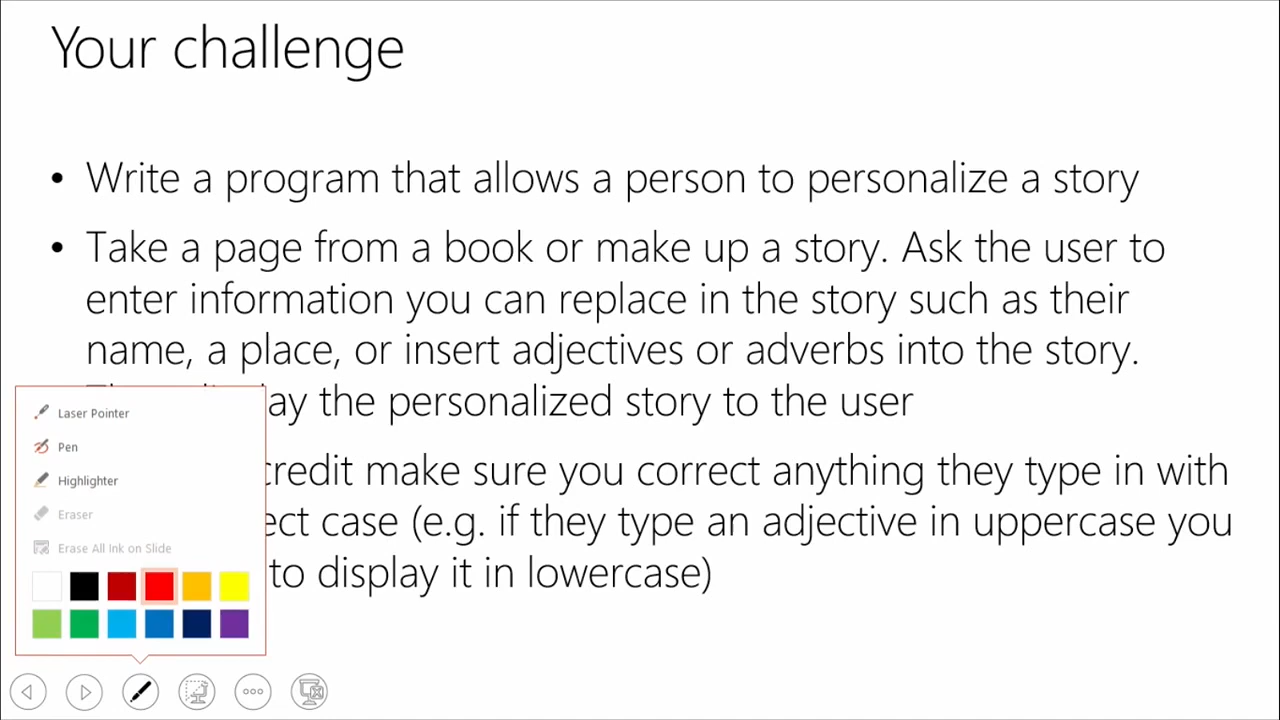 Your challenge
• Write a program that allows a person to personalize a story
• Take a page from a book or make up a story. Ask the user to
enter information you can replace in the story such as their
name, a place, or insert adjectives or adverbs into the story.
the personalized story to the user
credit make sure you correct anything they type in with
case (e.g. if they type an adjective in uppercase you
to display it in lowercase)
Laser Pointer
Pen
Highlighter
Eraser
Erase All Ink on Slide